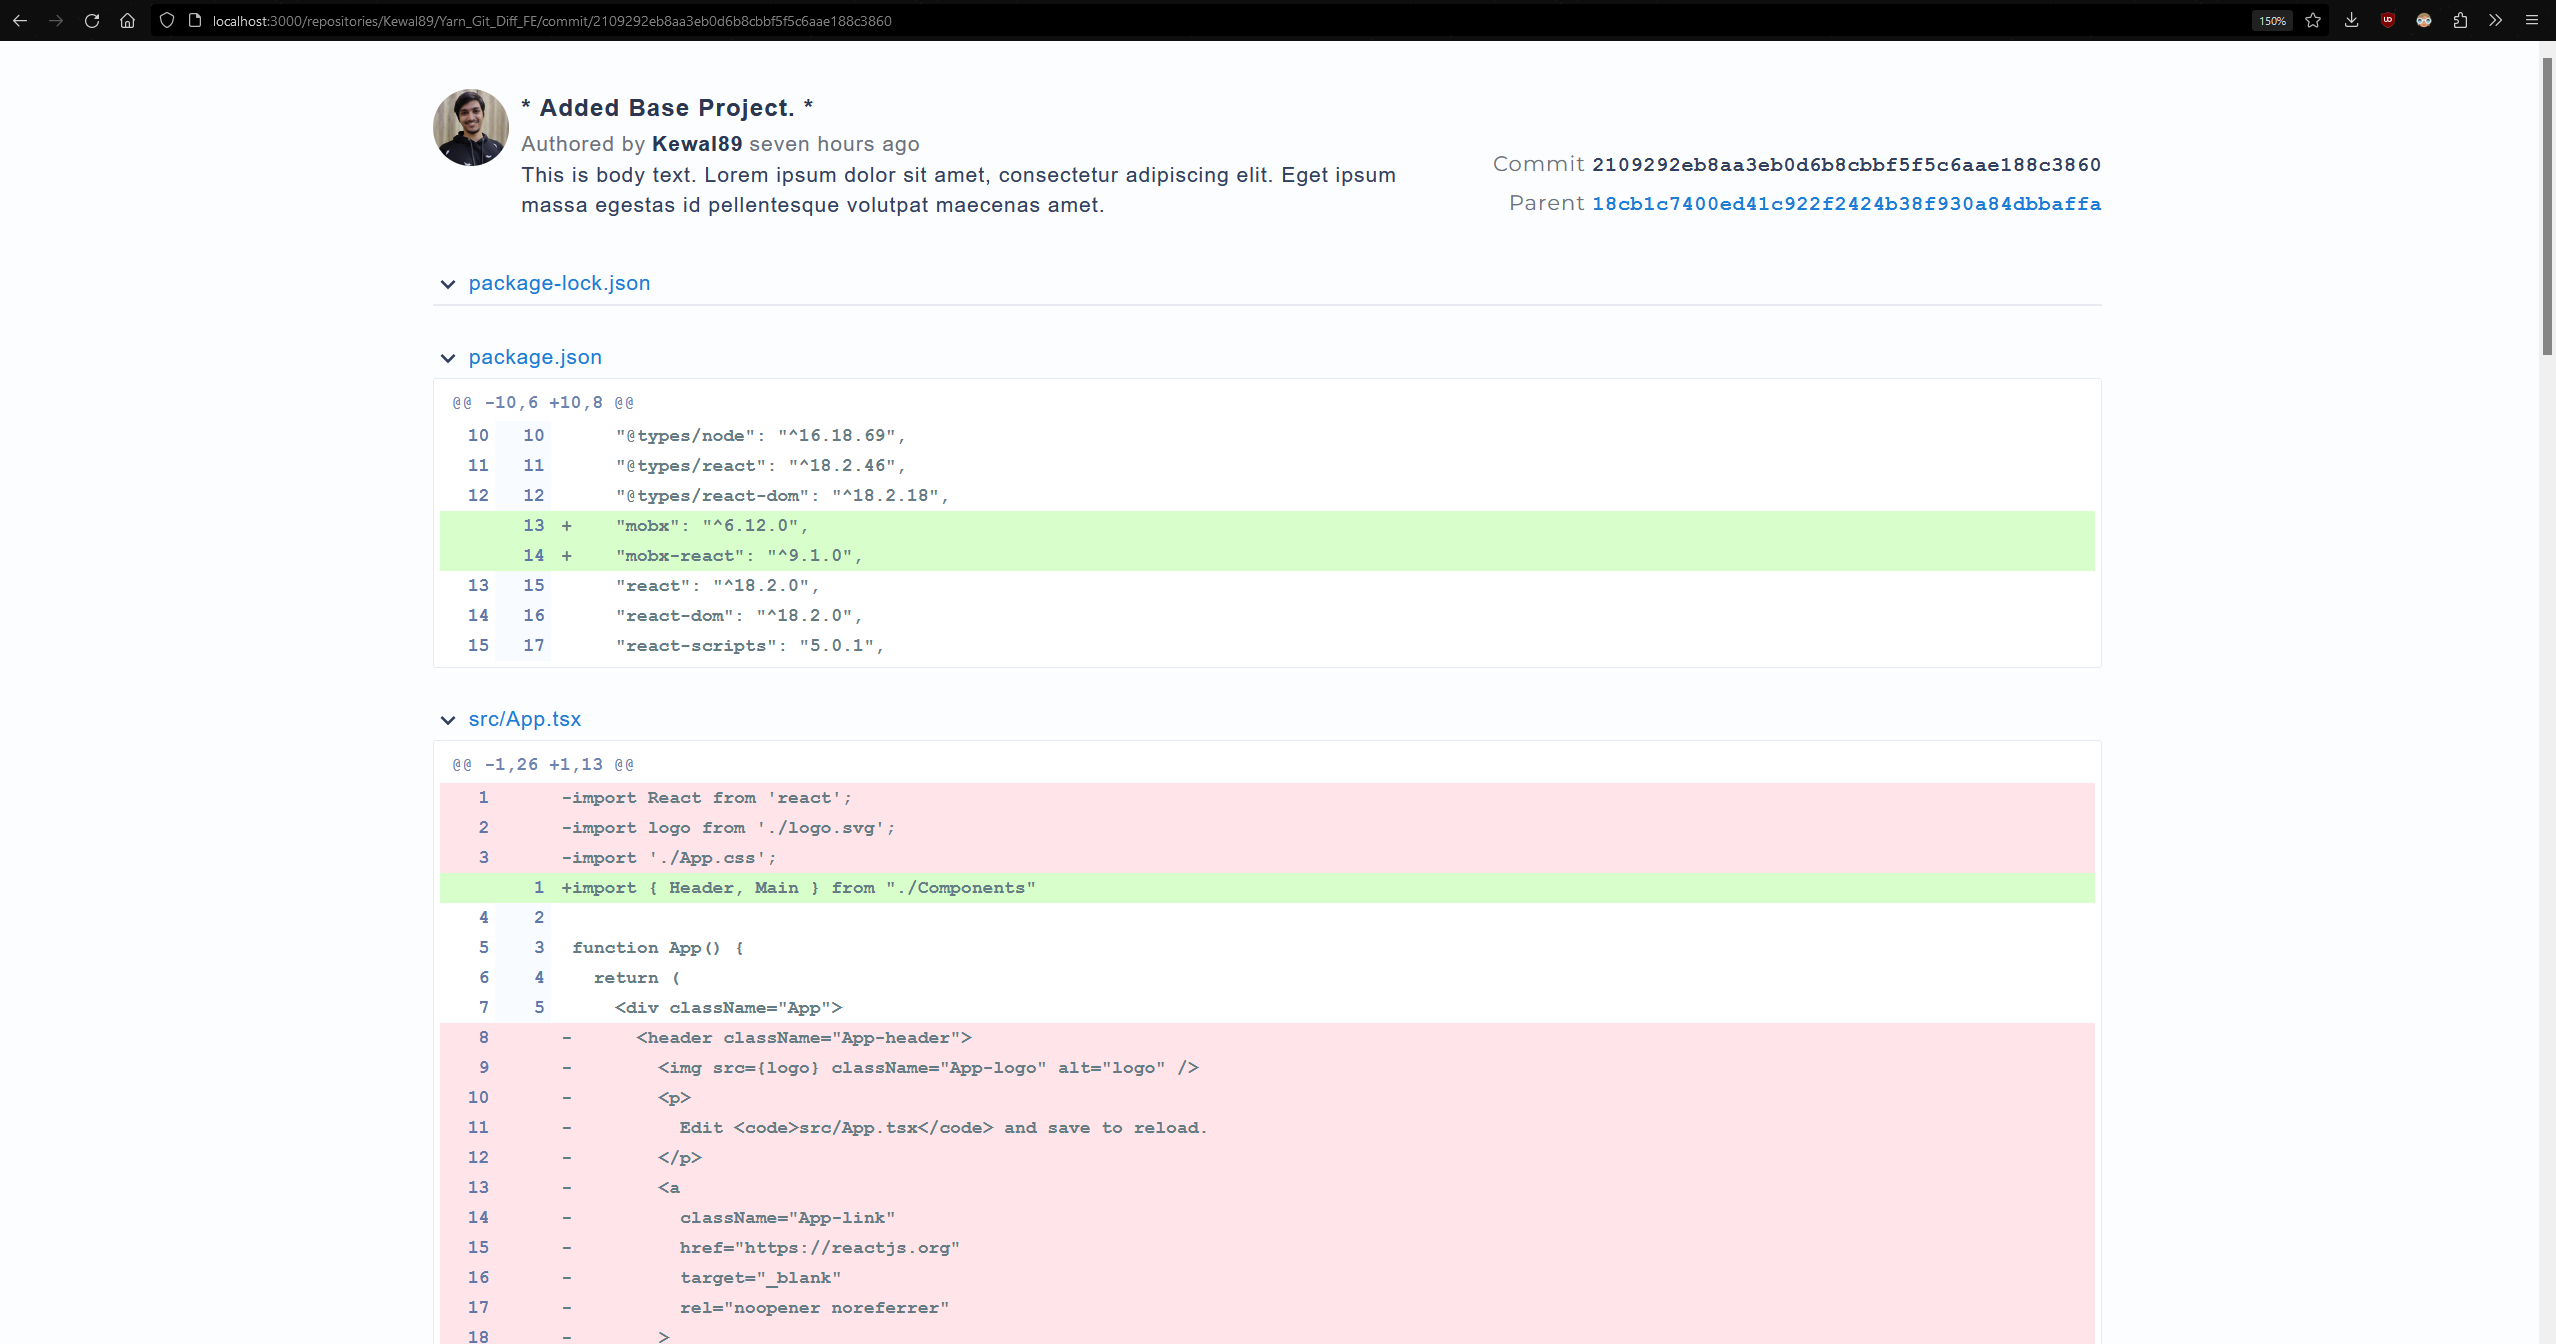 localhost:3000/repositories/Kewal89/Yarn_Git_Diff_FE/commit/2109292eb8aa3eb0d6b8cbbf5f5c6aae188c3860
150%
* Added Base Project. *
Authored by Kewal89 seven hours ago
This is body text. Lorem ipsum dolor sit amet, consectetur adipiscing elit. Eget ipsum
massa egestas id pellentesque volutpat maecenas amet.
Commit 2109292eb8aa3eb0d6b8cbbf5f5c6aae188c3860
Parent 18cb1c7400ed41c922f2424b38f930a84dbbaffa
package-lock.json
package.json
@@ -10,6 +10,8 @@
10 10 "@types/node": "^16.18.69",
11 11 "@types/react": "^18.2.46",
12 12 "@types/react-dom": "^18.2.18",
13 + "mobx": "^6.12.0",
14 + "mobx-react": "^9.1.0",
13 15 "react": "^18.2.0",
14 16 "react-dom": "^18.2.0",
15 17 "react-scripts": "5.0.1",
src/App.tsx
@@ -1,26 +1,13 @@
1 -import React from 'react';
2 -import logo from './logo.svg';
3 -import './App.css';
1 +import { Header, Main } from "./Components"
4 2
5 3 function App() {
6 4 return (
7 5 <div className="App">
8 - <header className="App-header">
9 - <img src={logo} className="App-logo" alt="logo" />
10 - <p>
11 - Edit <code>src/App.tsx</code> and save to reload.
12 - </p>
13 - <a
14 - className="App-link"
15 - href="https://reactjs.org"
16 - target="_blank"
17 - rel="noopener noreferrer"
18 - >